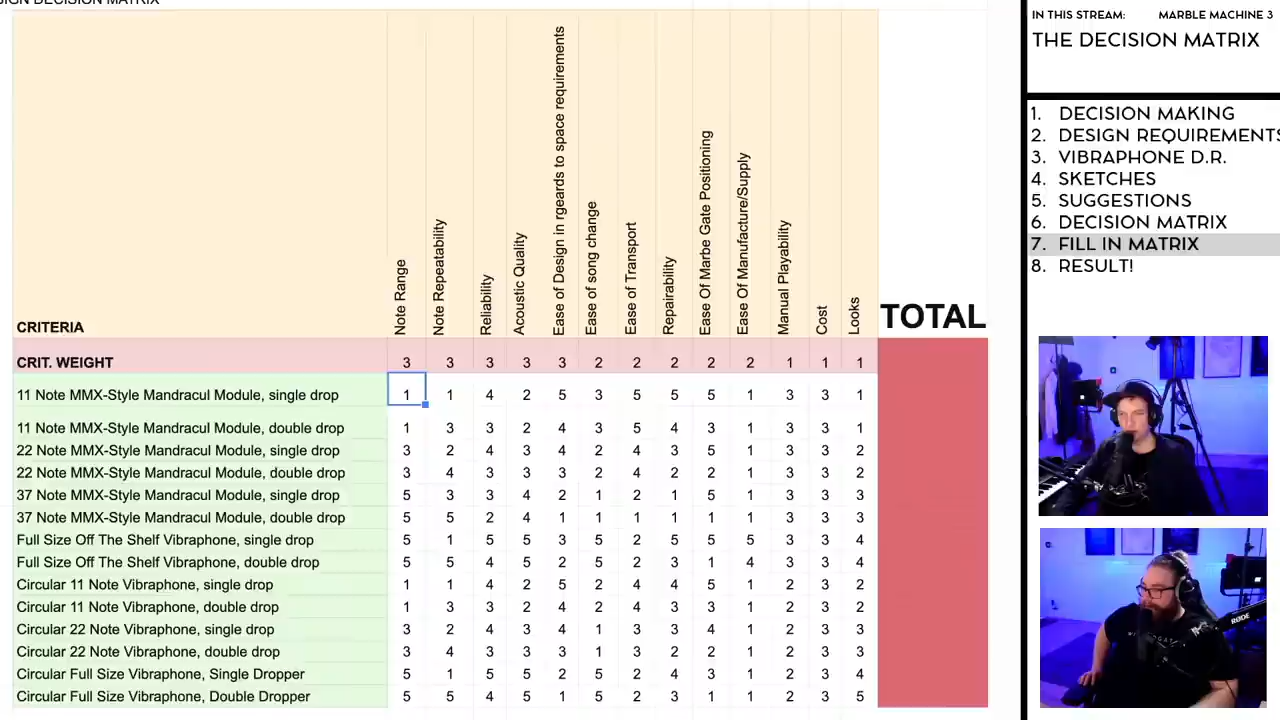 SIGN DECISION MATRIX
CRITERIA
Note Range
Note Repeatability
Reliability
Acoustic Quality
Ease of Design in rgeards to space requirements
Ease of song change
Ease of Transport
Repairability
Ease Of Marbe Gate Positioning
Ease Of Manufacture/Supply
Manual Playability
Cost
Looks
TOTAL
CRIT. WEIGHT 3 3 3 3 3 2 2 2 2 2 1 1 1
11 Note MMX-Style Mandracul Module, single drop 1 1 4 2 5 3 5 5 5 1 3 3 1
11 Note MMX-Style Mandracul Module, double drop 1 3 3 2 4 3 5 4 3 1 3 3 1
22 Note MMX-Style Mandracul Module, single drop 3 2 4 3 4 2 4 3 5 1 3 3 2
22 Note MMX-Style Mandracul Module, double drop 3 4 3 3 3 2 4 2 2 1 3 3 2
37 Note MMX-Style Mandracul Module, single drop 5 3 3 4 2 1 2 1 5 1 3 3 3
37 Note MMX-Style Mandracul Module, double drop 5 5 2 4 1 1 1 1 1 1 3 3 3
Full Size Off The Shelf Vibraphone, single drop 5 1 5 5 3 5 2 5 5 5 3 3 4
Full Size Off The Shelf Vibraphone, double drop 5 5 4 5 2 5 2 3 1 4 3 3 4
Circular 11 Note Vibraphone, single drop 1 1 4 2 5 2 4 4 5 1 2 3 2
Circular 11 Note Vibraphone, double drop 1 3 3 2 4 2 4 3 3 1 2 3 2
Circular 22 Note Vibraphone, single drop 3 2 4 3 4 1 3 3 4 1 2 3 3
Circular 22 Note Vibraphone, double drop 3 4 3 3 3 1 3 2 2 1 2 3 3
Circular Full Size Vibraphone, Single Dropper 5 1 5 5 2 5 2 4 3 1 2 3 4
Circular Full Size Vibraphone, Double Dropper 5 5 4 5 1 5 2 3 1 1 2 3 5
IN THIS STREAM: MARBLE MACHINE 3
THE DECISION MATRIX
1. DECISION MAKING
2. DESIGN REQUIREMENTS
3. VIBRAPHONE D.R.
4. SKETCHES
5. SUGGESTIONS
6. DECISION MATRIX
7. FILL IN MATRIX
8. RESULT!
RØDE